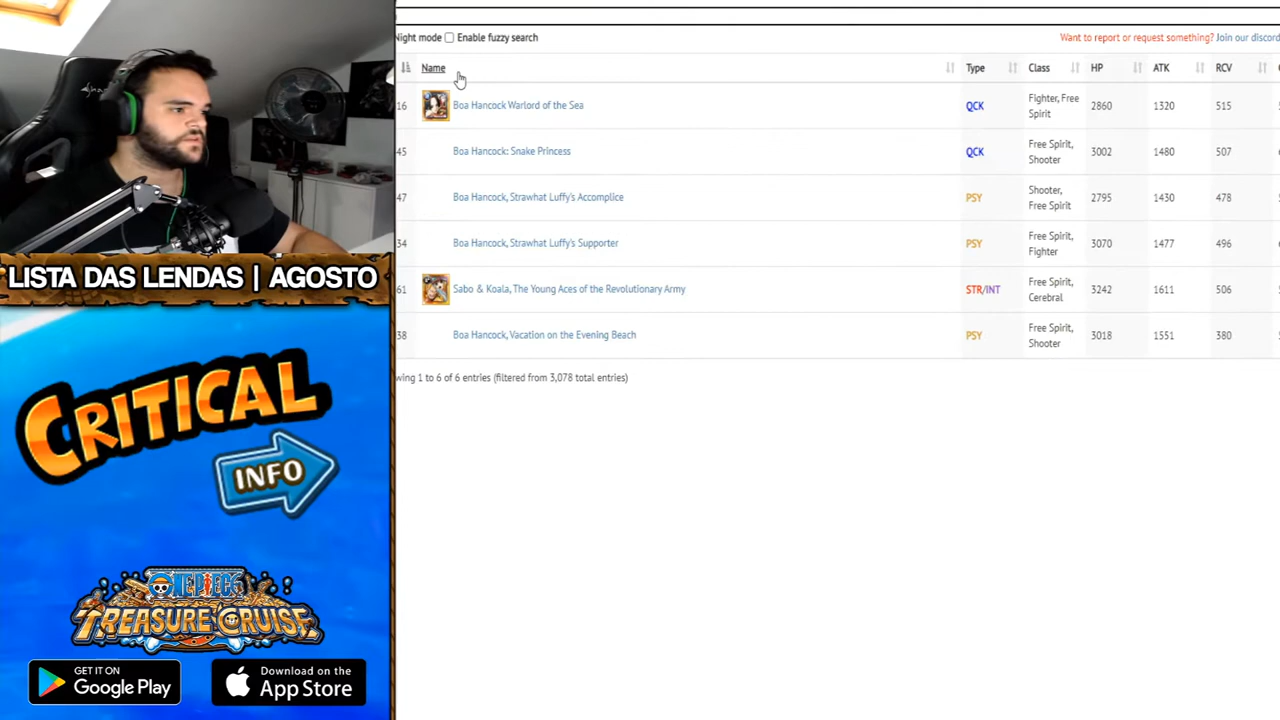 Night mode Enable fuzzy search
Want to report or request something? Join our discord
Name Type Class HP ATK RCV
16 Boa Hancock Warlord of the Sea QCK Fighter, Free Spirit 2860 1320 515
45 Boa Hancock: Snake Princess QCK Free Spirit, Shooter 3002 1480 507
47 Boa Hancock, Strawhat Luffy's Accomplice PSY Shooter, Free Spirit 2795 1430 478
34 Boa Hancock, Strawhat Luffy's Supporter PSY Free Spirit, Fighter 3070 1477 496
61 Sabo & Koala, The Young Aces of the Revolutionary Army STR/INT Free Spirit, Cerebral 3242 1611 506
38 Boa Hancock, Vacation on the Evening Beach PSY Free Spirit, Shooter 3018 1551 380
wing 1 to 6 of 6 entries (filtered from 3,078 total entries)
LISTA DAS LENDAS | AGOSTO
CRITICAL
INFO
ONE PIECE
TREASURE CRUISE
GET IT ON
Google Play
Download on the
App Store